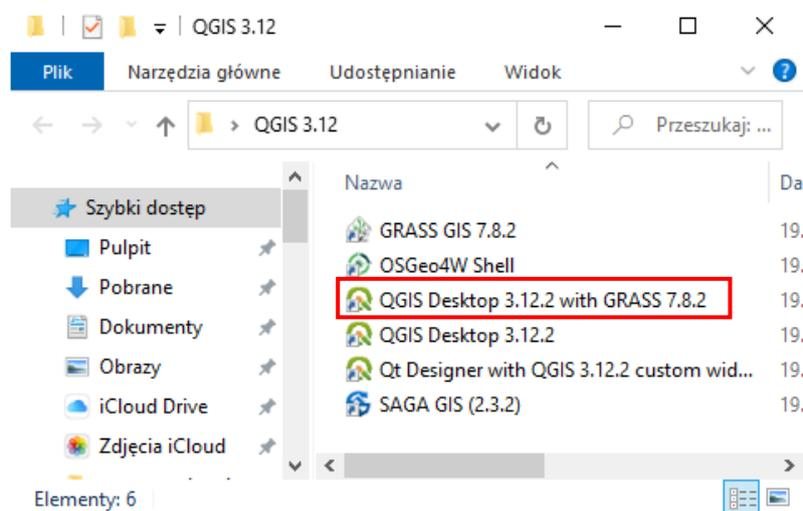 QGIS 3.12
Plik Narzędzia główne Udostępnianie Widok
QGIS 3.12 Przeszukaj: ...
Nazwa Da
Szybki dostęp
Pulpit
Pobrane
Dokumenty
Obrazy
iCloud Drive
Zdjęcia iCloud
GRASS GIS 7.8.2 19.
OSGeo4W Shell 19.
QGIS Desktop 3.12.2 with GRASS 7.8.2 19.
QGIS Desktop 3.12.2 19.
Qt Designer with QGIS 3.12.2 custom wid... 19.
SAGA GIS (2.3.2) 19.
Elementy: 6